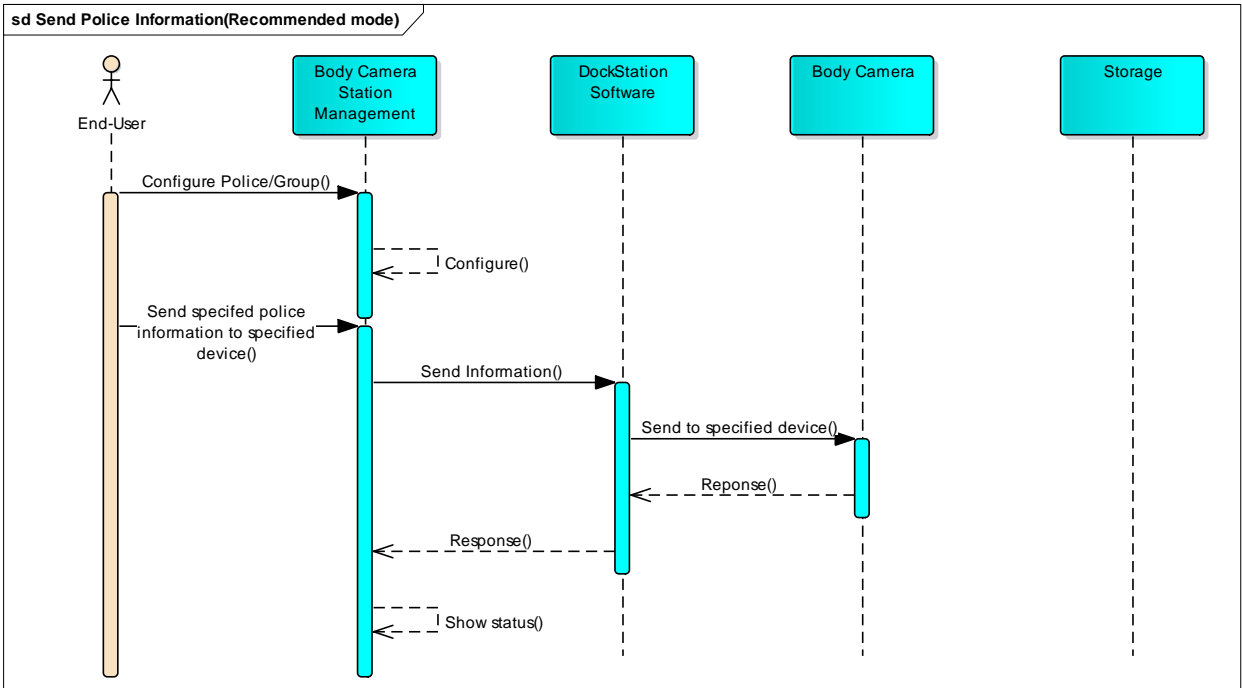 sd Send Police Information(Recommended mode)
End-User
Body Camera
Station
Management
DockStation
Software
Body Camera
Storage
Configure Police/Group()
Configure()
Send specifed police
information to specified
device()
Send Information()
Send to specified device()
Reponse()
Response()
Show status()